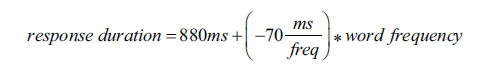 response duration = 880ms + (-70 ms/freq) * word frequency